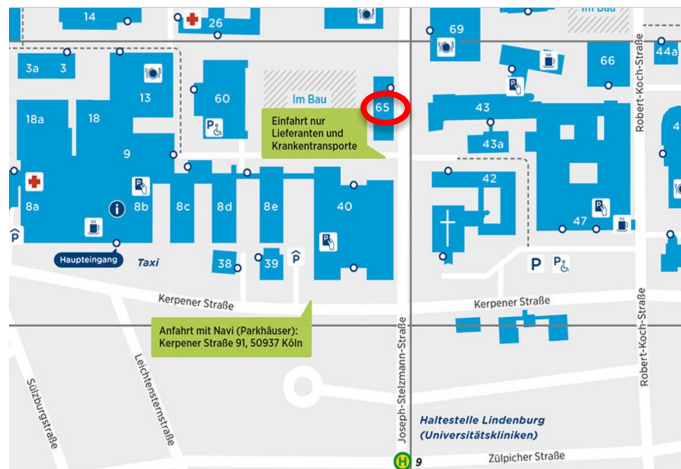 14
26
69
Im Bau
44a
3a
3
13
60
Im Bau
65
66
18a
18
43
Einfahrt nur
Lieferanten und
Krankentransporte
43a
9
8a
i
8b
8c
8d
8e
40
42
47
P
Haupteingang
Taxi
38
39
P
P
P
Kerpener Straße
Kerpener Straße
Anfahrt mit Navi (Parkhäuser):
Kerpener Straße 91, 50937 Köln
Robert-Koch-Straße
Robert-Koch-Straße
Joseph-Stelzmann-Straße
Leichtensternstraße
Sülzburgstraße
Haltestelle Lindenburg
(Universitätskliniken)
H 9
Zülpicher Straße